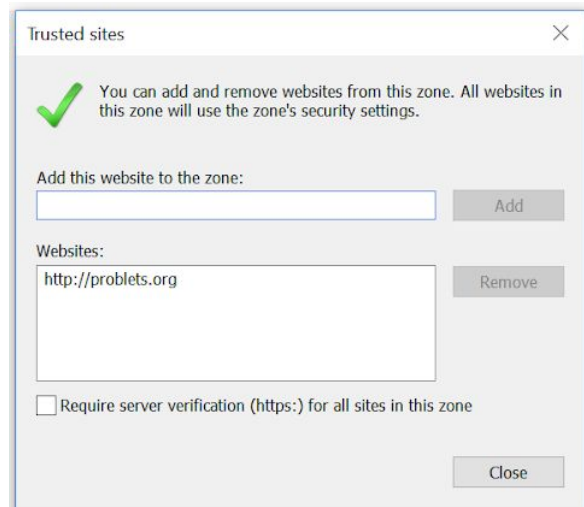 Trusted sites
You can add and remove websites from this zone. All websites in
this zone will use the zone's security settings.
Add this website to the zone:
Add
Websites:
http://problets.org
Remove
Require server verification (https:) for all sites in this zone
Close